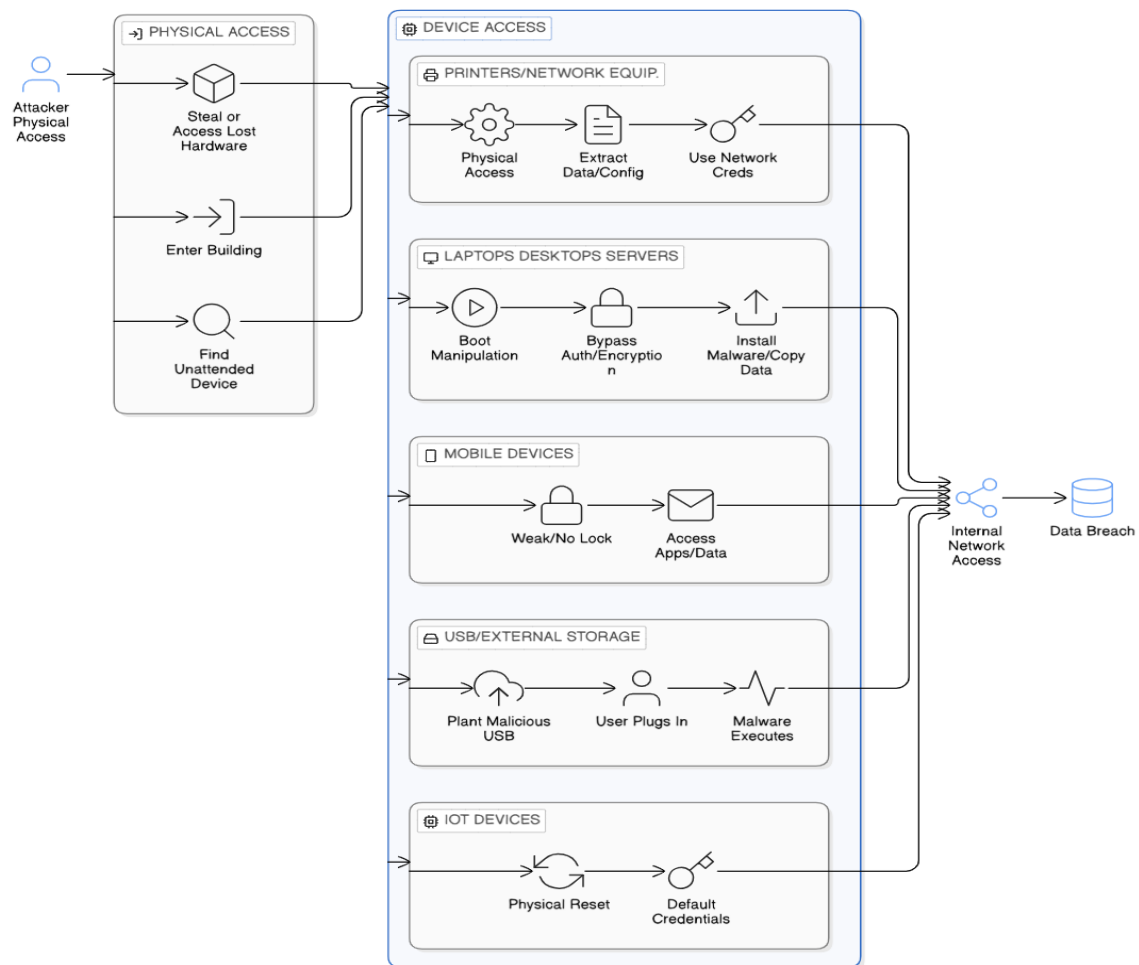 PHYSICAL ACCESS
Attacker
Physical
Access
Steal or
Access Lost
Hardware
Enter Building
Find
Unattended
Device
DEVICE ACCESS
PRINTERS/NETWORK EQUIP.
Physical
Access
Extract
Data/Config
Use Network
Creds
LAPTOPS DESKTOPS SERVERS
Boot
Manipulation
Bypass
Auth/Encryptio
n
Install
Malware/Copy
Data
MOBILE DEVICES
Weak/No Lock
Access
Apps/Data
USB/EXTERNAL STORAGE
Plant Malicious
USB
User Plugs In
Malware
Executes
IOT DEVICES
Physical Reset
Default
Credentials
Internal
Network
Access
Data Breach